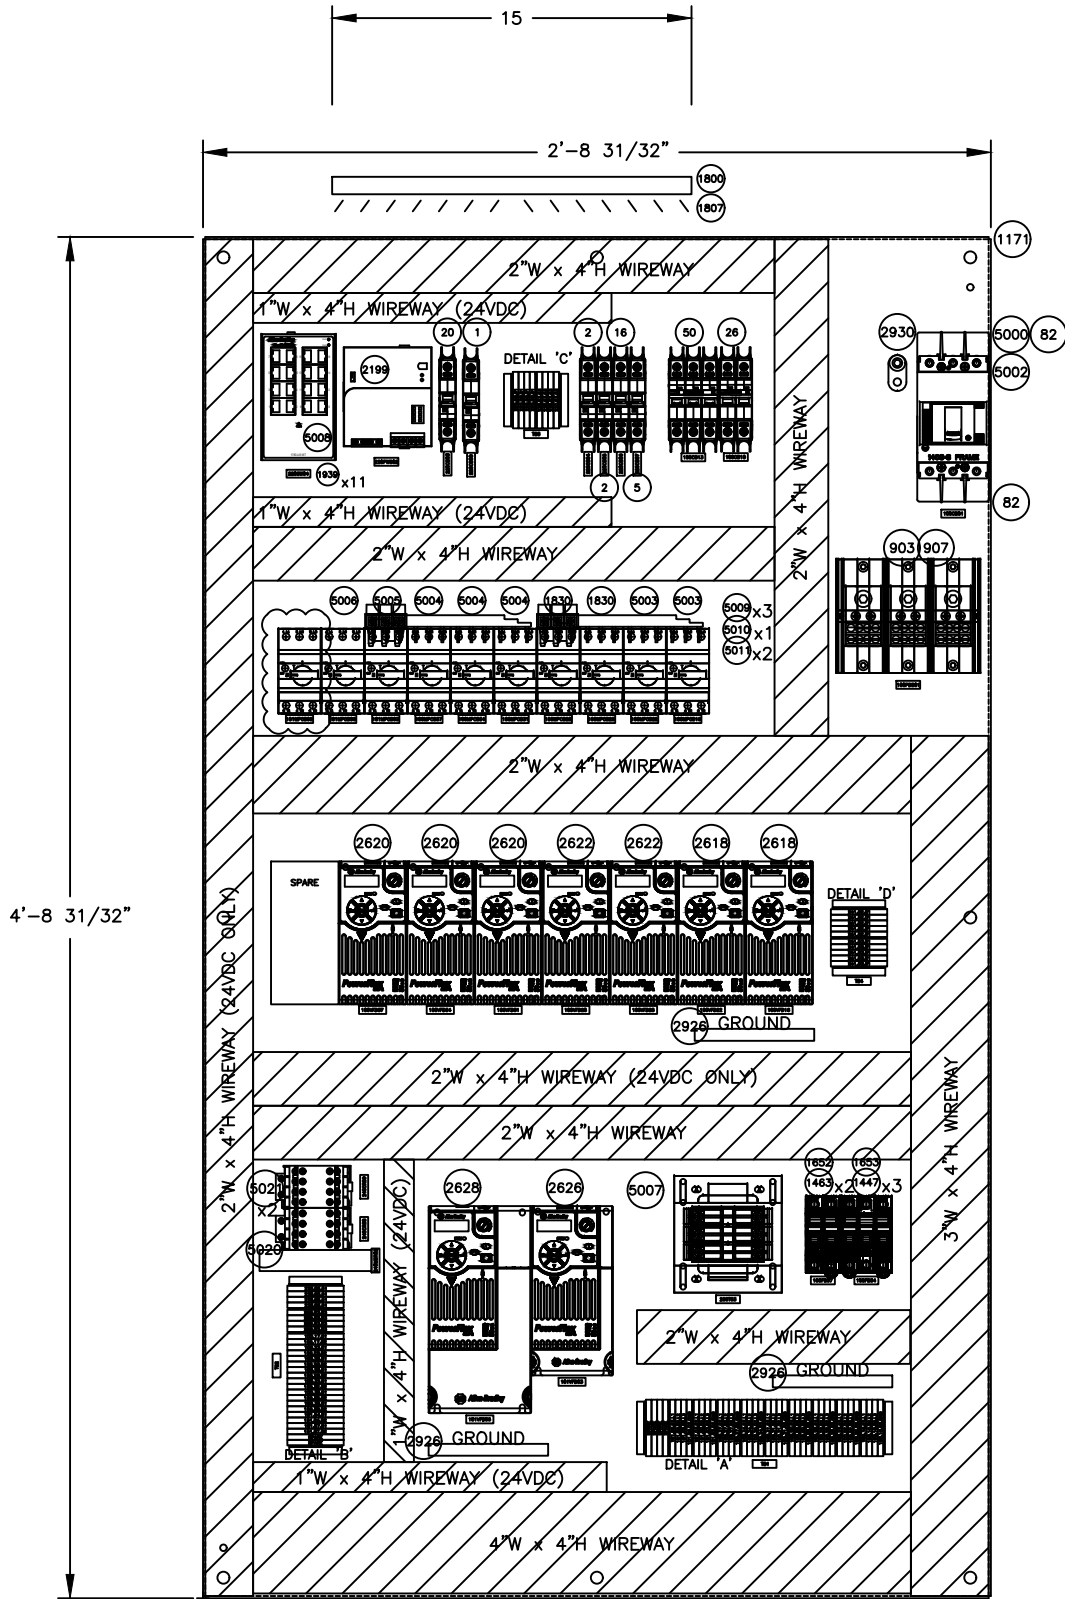 15
2'-8 31/32"
1800
1807
1171
2"W x 4"H WIREWAY
1"W x 4"H WIREWAY (24VDC)
20
1
2
16
50
26
2930
5000
82
5002
DETAIL 'C'
2199
5008
1939
x11
2
5
1"W x 4"H WIREWAY (24VDC)
82
2"W x 4"H WIREWAY
2"W x 4"H WIREWAY
903
907
5006
5005
5004
5004
5004
1830
1830
5003
5003
5009
x3
5010
x1
5011
x2
2"W x 4"H WIREWAY
4'-8 31/32"
2"W x 4"H WIREWAY (24VDC ONLY)
2620
2620
2620
2622
2622
2618
2618
SPARE
DETAIL 'D'
2926
GROUND
2"W x 4"H WIREWAY (24VDC ONLY)
2"W x 4"H WIREWAY
3"W x 4"H WIREWAY
5021
x2
5020
1"W x 4"H WIREWAY (24VDC)
2628
2626
5007
1652
1653
1463
x2
1447
x3
2"W x 4"H WIREWAY
2926
GROUND
Allen-Bradley
Allen-Bradley
2926
GROUND
DETAIL 'B'
DETAIL 'A'
1"W x 4"H WIREWAY (24VDC)
4"W x 4"H WIREWAY